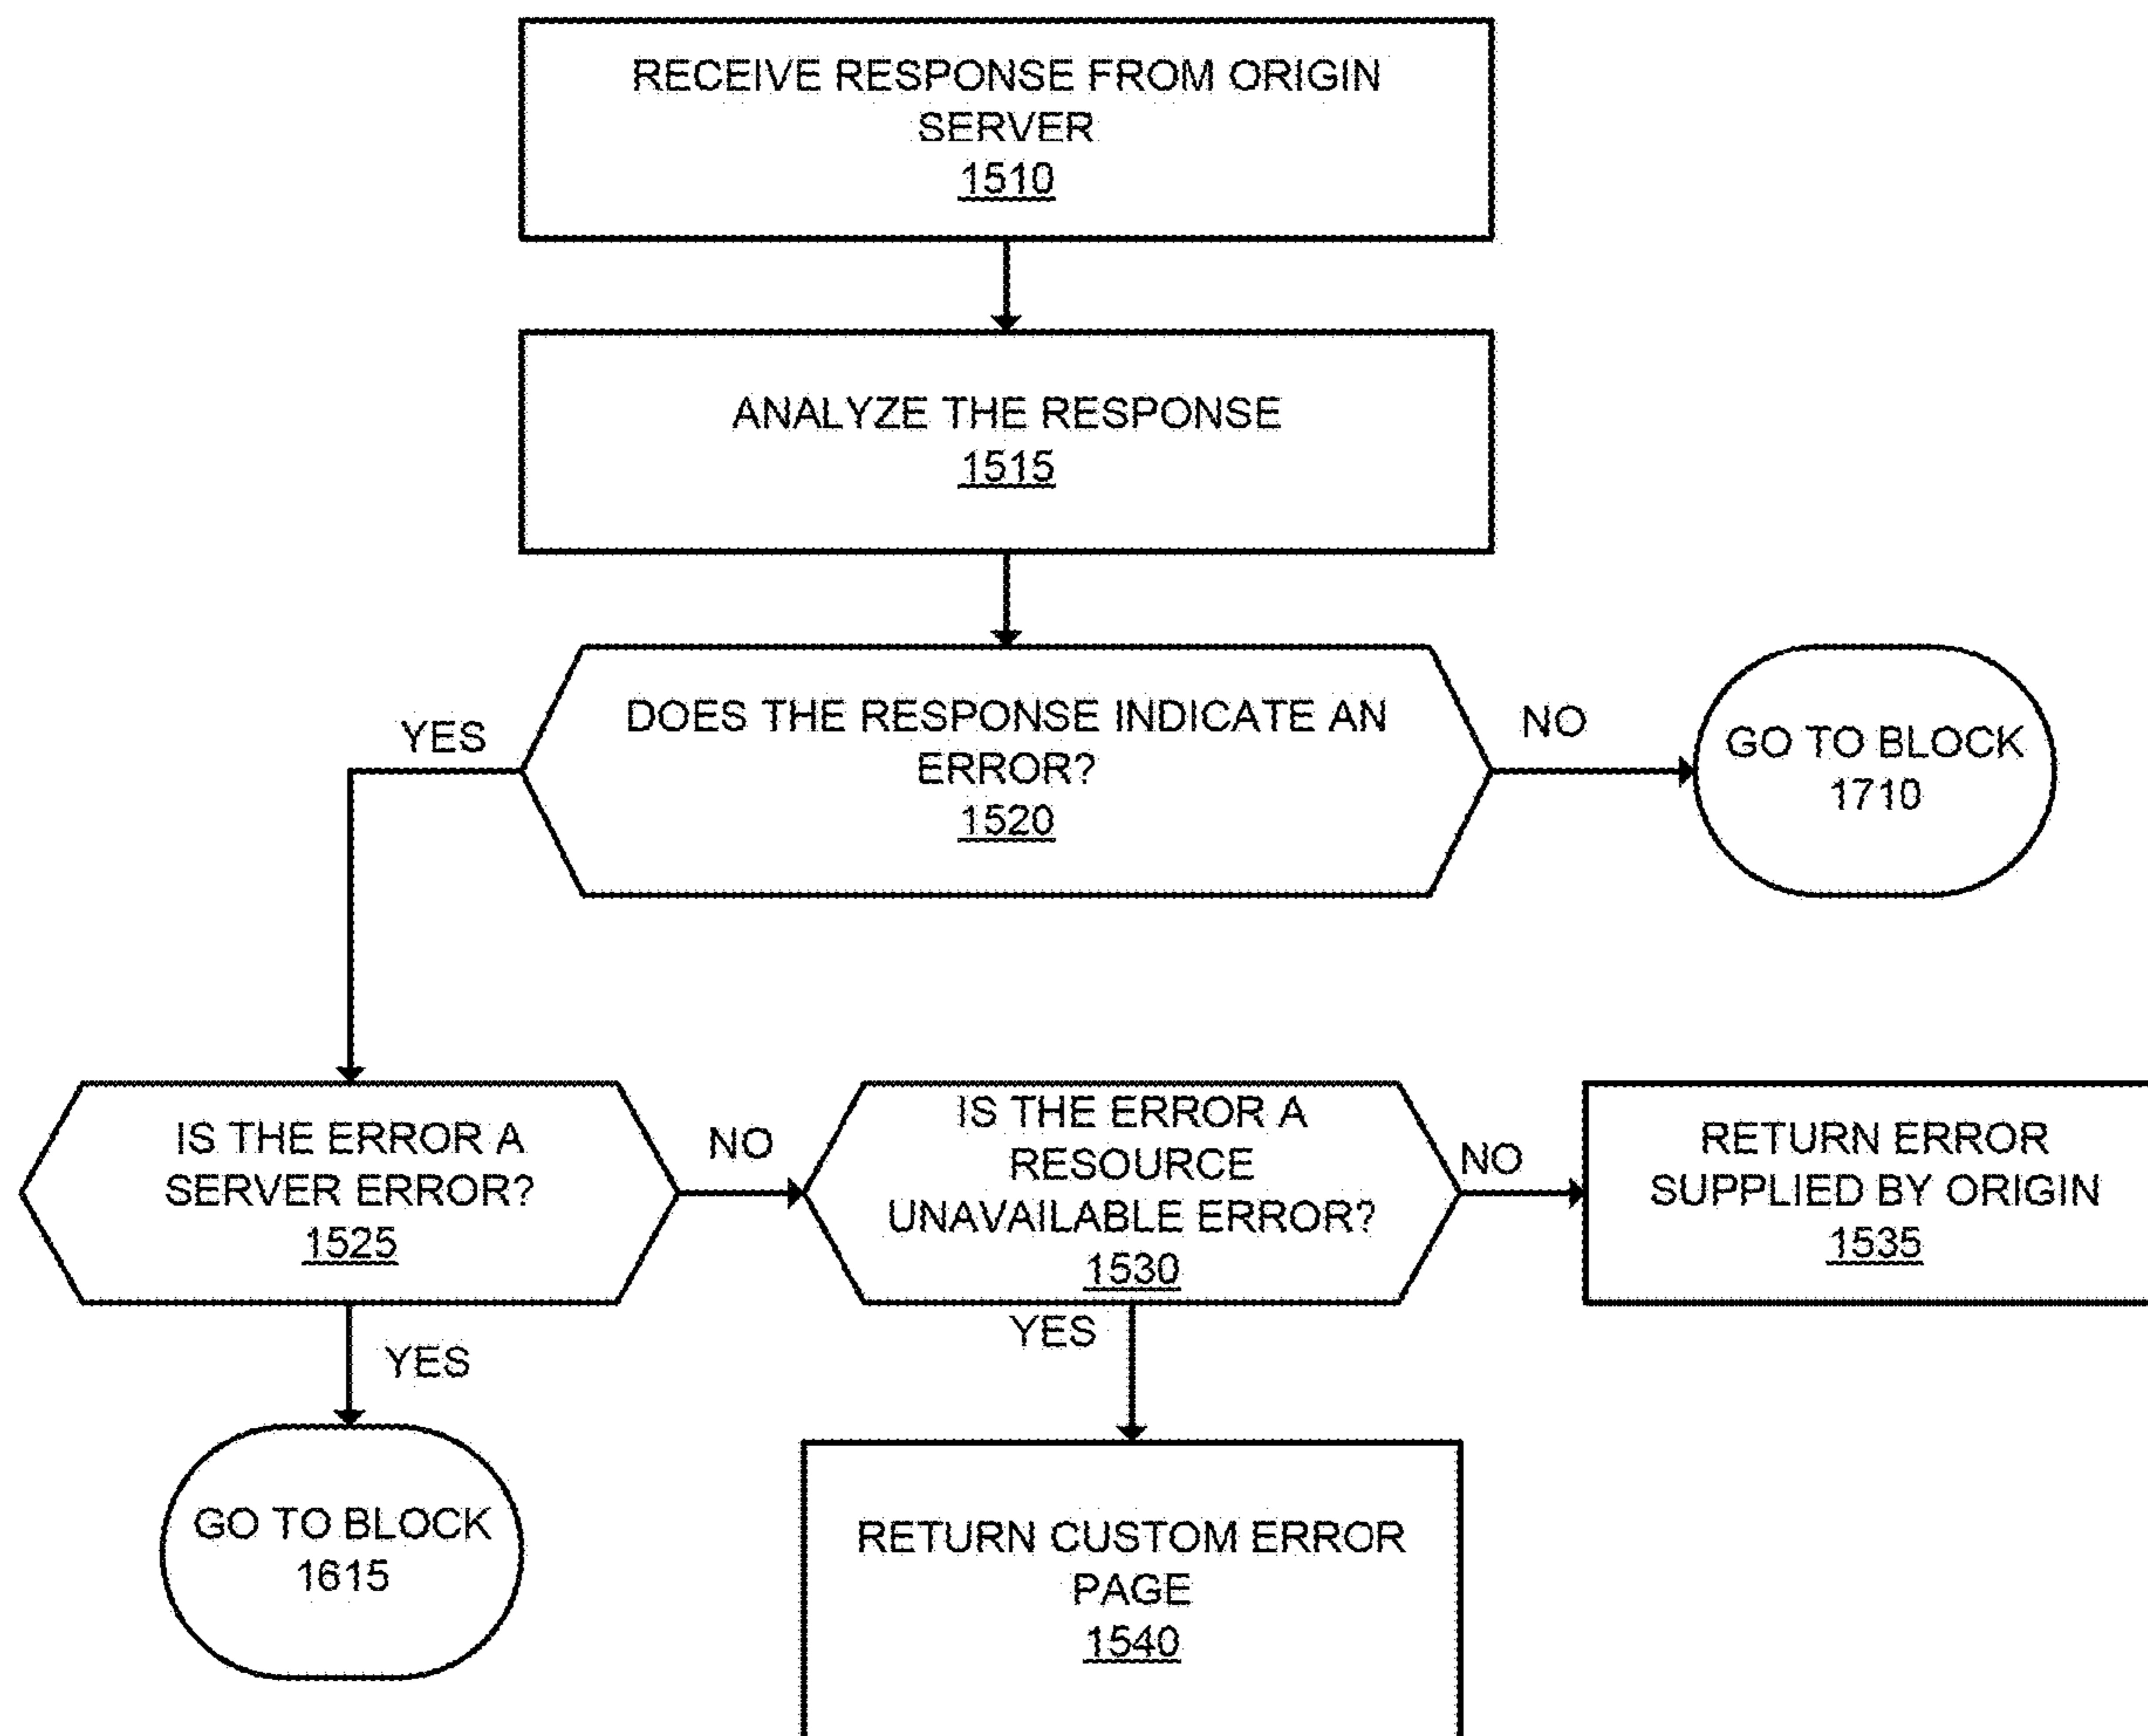 RECEIVE RESPONSE FROM ORIGIN
SERVER
1510
ANALYZE THE RESPONSE
1515
DOES THE RESPONSE INDICATE AN
ERROR?
1520
YES
NO
GO TO BLOCK
1710
IS THE ERROR A
SERVER ERROR?
1525
NO
IS THE ERROR A
RESOURCE
UNAVAILABLE ERROR?
1530
NO
RETURN ERROR
SUPPLIED BY ORIGIN
1535
YES
YES
GO TO BLOCK
1615
RETURN CUSTOM ERROR
PAGE
1540